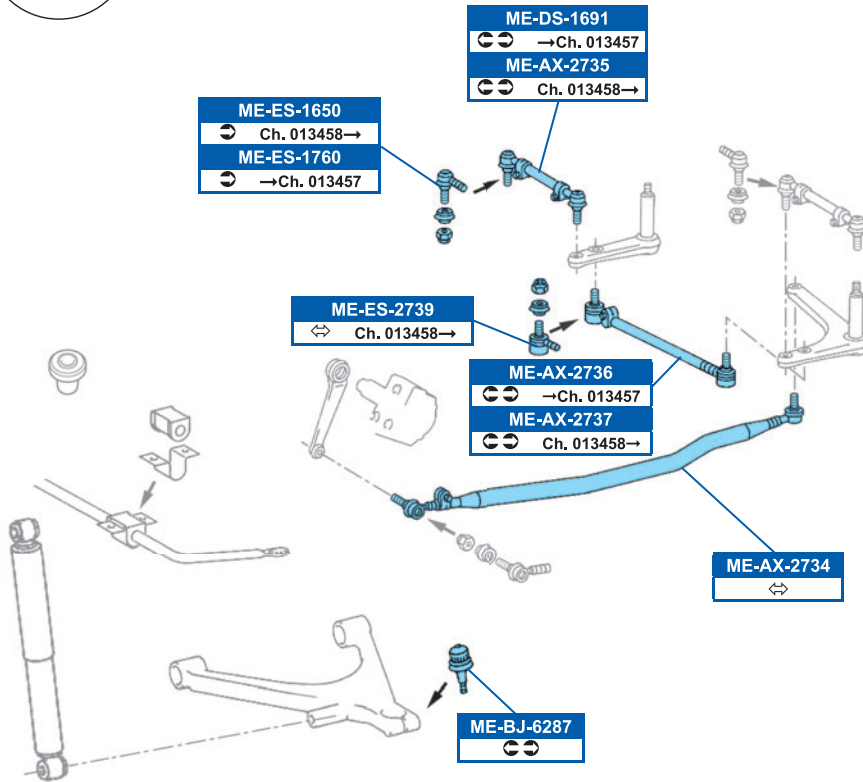 ME-DS-1691
→Ch. 013457
ME-AX-2735
Ch. 013458→
ME-ES-1650
Ch. 013458→
ME-ES-1760
→Ch. 013457
ME-ES-2739
⇔ Ch. 013458→
ME-AX-2736
→Ch. 013457
ME-AX-2737
Ch. 013458→
ME-AX-2734
⇔
ME-BJ-6287